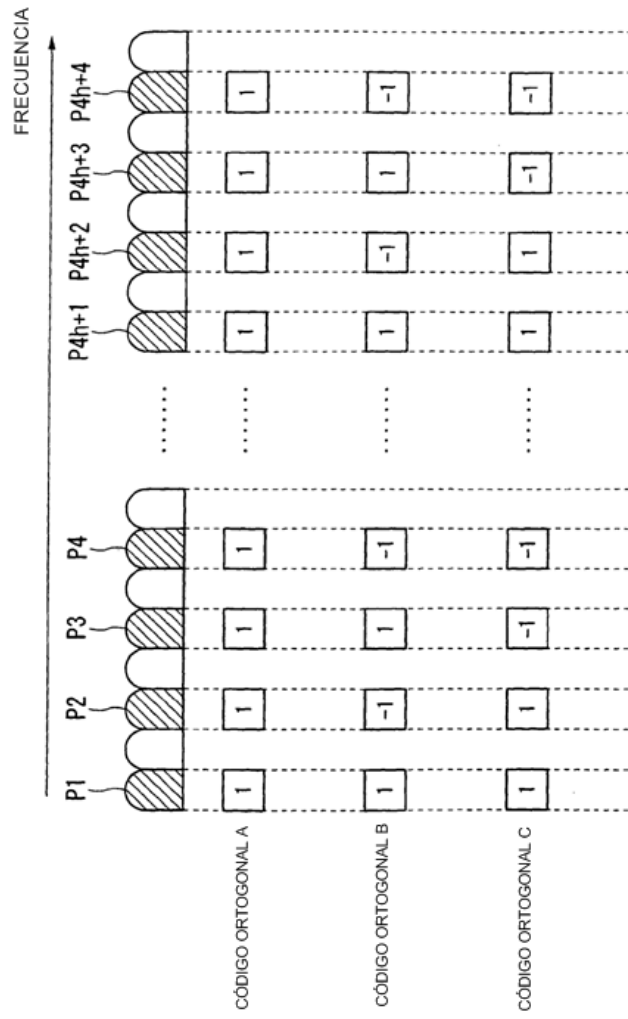 FRECUENCIA
P1 P2 P3 P4 ······· P4h+1 P4h+2 P4h+3 P4h+4
CÓDIGO ORTOGONAL A 1 1 1 1 ······· 1 1 1 1
CÓDIGO ORTOGONAL B 1 -1 1 -1 ······· 1 -1 1 -1
CÓDIGO ORTOGONAL C 1 1 -1 -1 ······· 1 1 -1 -1